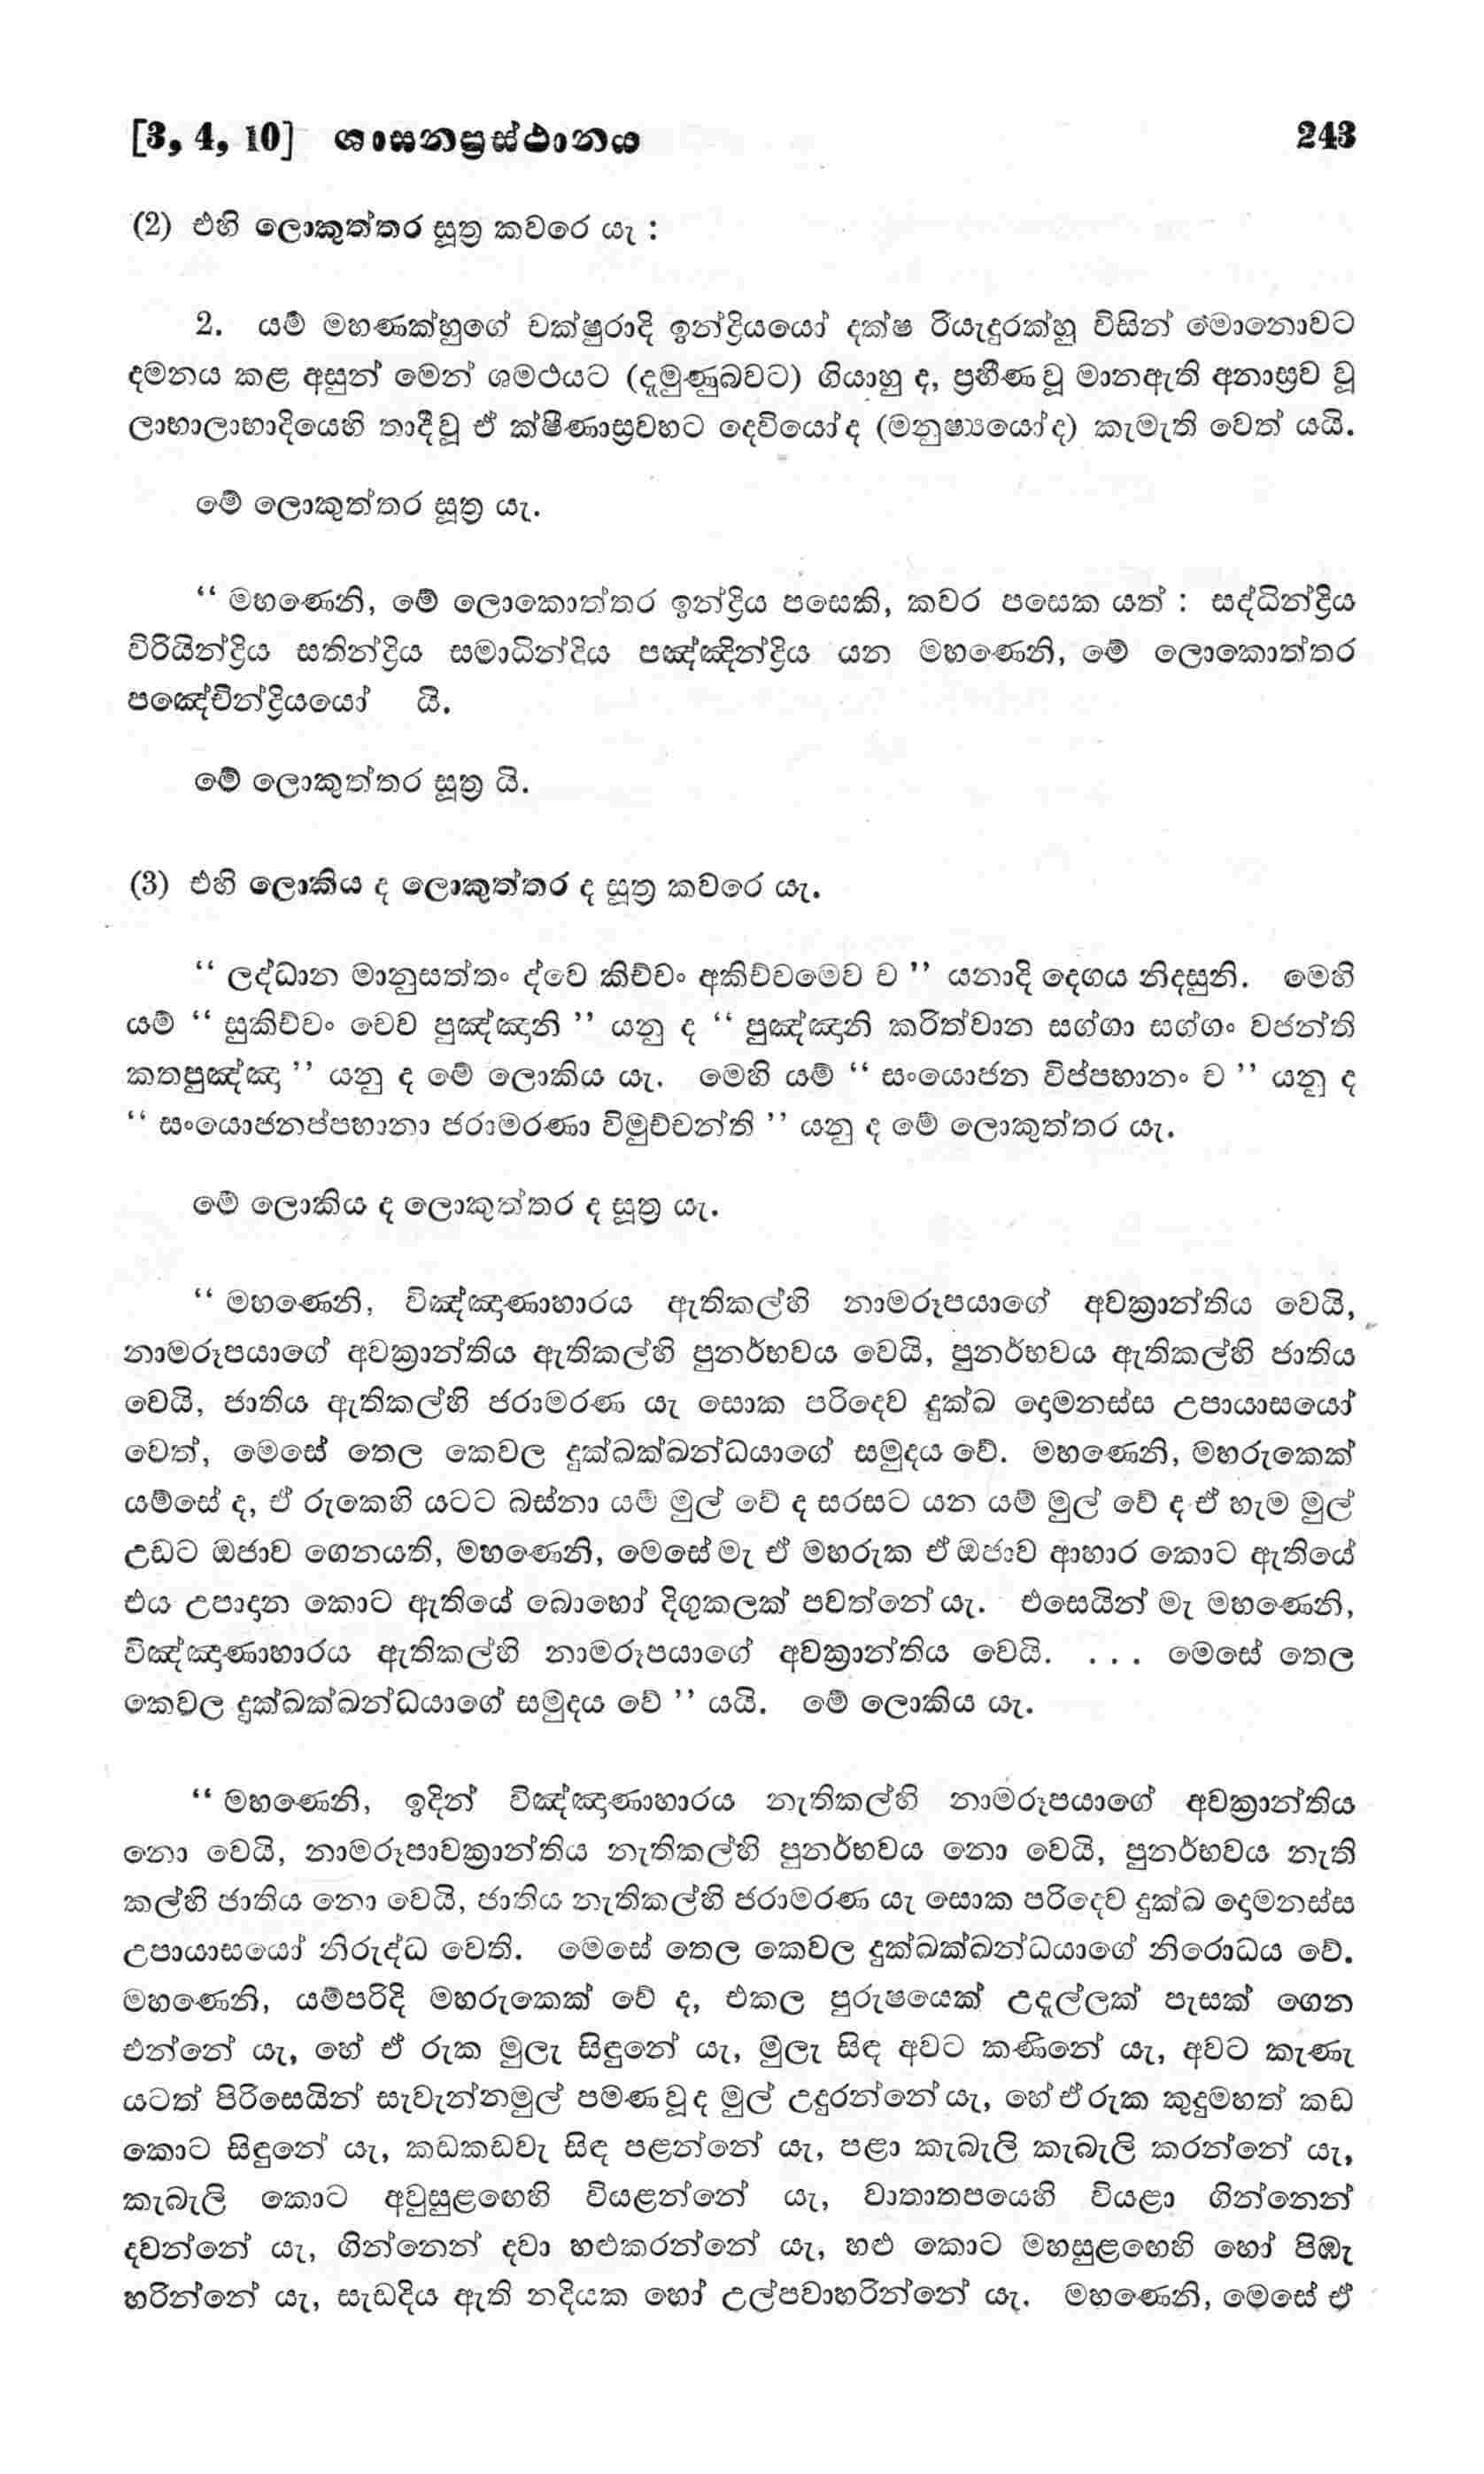 [3, 4, 10] ශාසනප්‍රස්ථානය 243
(2) එහි ලොකුත්තර සූත්‍ර කවරෙ යැ :
2. යම් මහණක්හුගේ චක්ෂුරාදි ඉන්ද්‍රියයෝ දක්ෂ රියැදුරක්හු විසින් මොනොවට
දමනය කළ අසුන් මෙන් ශමථයට (දැමුණුබවට) ගියාහු ද, ප්‍රහීණ වූ මානඇති අනාස්‍රව වූ
ලාභාලාභාදියෙහි තාදී වූ ඒ ක්ෂීණාස්‍රවහට දෙවියෝද (මනුෂ්‍යයෝද) කැමැති වෙත් යයි.
මේ ලොකුත්තර සූත්‍ර යැ.
“ මහණෙනි, මේ ලොකොත්තර ඉන්ද්‍රිය පසෙකි, කවර පසෙක යත් : සද්ධින්ද්‍රිය
විරියින්ද්‍රිය සතින්ද්‍රිය සමාධින්ද්‍රිය පඤ්ඤින්ද්‍රිය යන මහණෙනි, මේ ලොකොත්තර
පඤේචින්ද්‍රියයෝ යි.
මේ ලොකුත්තර සූත්‍ර යි.
(3) එහි ලොකිය ද ලොකුත්තර ද සූත්‍ර කවරෙ යැ.
“ ලද්ධාන මානුසත්තං ද්වෙ කිච්චං අකිච්චමෙව ච ” යනාදි දෙගය නිදසුනි. මෙහි
යම් “ සුකිච්චං චෙව පුඤ්ඤනි ” යනු ද “ පුඤ්ඤනි කරිත්වාන සග්ගා සග්ගං වජන්ති
කතපුඤ්ඤ ” යනු ද මේ ලොකිය යැ. මෙහි යම් “ සංයොජන විප්පහානං ච ” යනු ද
“ සංයොජනප්පහානා ජරාමරණා විමුච්චන්ති ” යනු ද මේ ලොකුත්තර යැ.
මේ ලොකිය ද ලොකුත්තර ද සූත්‍ර යැ.
“ මහණෙනි, විඤ්ඤණාහාරය ඇතිකල්හි නාමරූපයාගේ අවක්‍රාන්තිය වෙයි,
නාමරූපයාගේ අවක්‍රාන්තිය ඇතිකල්හි පුනර්භවය වෙයි, පුනර්භවය ඇතිකල්හි ජාතිය
වෙයි, ජාතිය ඇතිකල්හි ජරාමරණ යැ සොක පරිදෙව දුක්ඛ දොමනස්ස උපායාසයෝ
වෙත්, මෙසේ තෙල කෙවල දුක්ඛක්ඛන්ධයාගේ සමුදය වේ. මහණෙනි, මහරුකෙක්
යම්සේ ද, ඒ රුකෙහි යටට බස්නා යම් මුල් වේ ද සරසට යන යම් මුල් වේ ද ඒ හැම මුල්
උඩට ඔජාව ගෙනයති, මහණෙනි, මෙසේ මැ ඒ මහරුක ඒ ඔජාව ආහාර කොට ඇතියේ
එය උපාදාන කොට ඇතියේ බොහෝ දිගුකලක් පවත්නේ යැ. එසෙයින් මැ මහණෙනි,
විඤ්ඤණාහාරය ඇතිකල්හි නාමරූපයාගේ අවක්‍රාන්තිය වෙයි. . . . මෙසේ තෙල
කෙවල දුක්ඛක්ඛන්ධයාගේ සමුදය වේ ” යයි. මේ ලොකිය යැ.
“ මහණෙනි, ඉදින් විඤ්ඤණාහාරය නැතිකල්හි නාමරූපයාගේ අවක්‍රාන්තිය
නො වෙයි, නාමරූපාවක්‍රාන්තිය නැතිකල්හි පුනර්භවය නො වෙයි, පුනර්භවය නැති
කල්හි ජාතිය නො වෙයි, ජාතිය නැතිකල්හි ජරාමරණ යැ සොක පරිදෙව දුක්ඛ දොමනස්ස
උපායාසයෝ නිරුද්ධ වෙති. මෙසේ තෙල කෙවල දුක්ඛක්ඛන්ධයාගේ නිරොධය වේ.
මහණෙනි, යම්පරිදි මහරුකෙක් වේ ද, එකල පුරුෂයෙක් උදැල්ලක් පැසක් ගෙන
එන්නේ යැ, හේ ඒ රුක මුලැ සිඳුනේ යැ, මුලැ සිඳ අවට කණිනේ යැ, අවට කැණැ
යටත් පිරිසෙයින් සැවැන්නමුල් පමණ වූ ද මුල් උදුරන්නේ යැ, හේ ඒ රුක කුදුමහත් කඩ
කොට සිඳුනේ යැ, කඩකඩවැ සිඳ පළන්නේ යැ, පළා කැබැලි කැබැලි කරන්නේ යැ,
කැබැලි කොට අවුසුළඟෙහි වියළන්නේ යැ, වාතාතපයෙහි වියළා ගින්නෙන්
දවන්නේ යැ, ගින්නෙන් දවා හළුකරන්නේ යැ, හළු කොට මහසුළඟෙහි හෝ පිඹැ
හරින්නේ යැ, සැඩදිය ඇති නදියක හෝ උල්පවාහරින්නේ යැ. මහණෙනි, මෙසේ ඒ